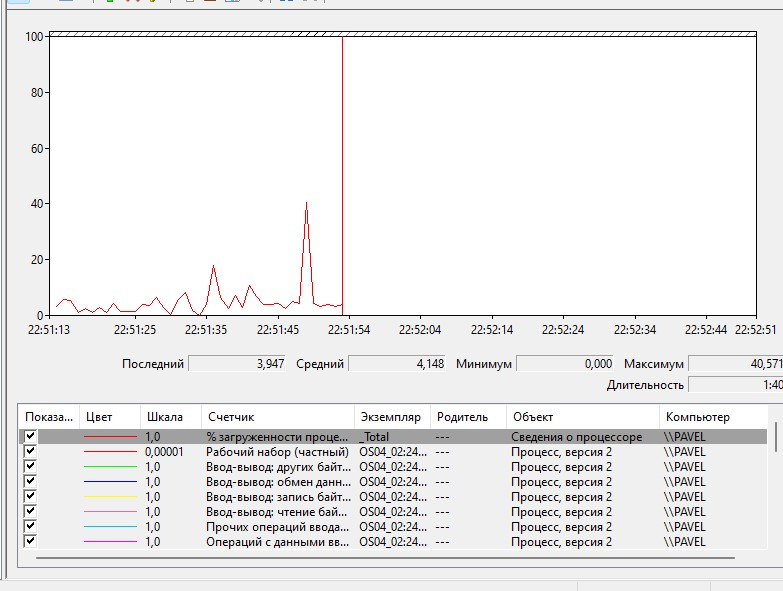 100
80
60
40
20
0
22:51:13 22:51:25 22:51:35 22:51:45 22:51:54 22:52:04 22:52:14 22:52:24 22:52:34 22:52:44 22:52:51
Последний 3,947 Средний 4,148 Минимум 0,000 Максимум 40,571
Длительность 1:40
Показа... Цвет Шкала Счетчик Экземпляр Родитель Объект Компьютер
1,0 % загруженности проце... _Total --- Сведения о процессоре \\PAVEL
0,00001 Рабочий набор (частный) OS04_02:24... --- Процесс, версия 2 \\PAVEL
1,0 Ввод-вывод: других байт... OS04_02:24... --- Процесс, версия 2 \\PAVEL
1,0 Ввод-вывод: обмен данн... OS04_02:24... --- Процесс, версия 2 \\PAVEL
1,0 Ввод-вывод: запись байт... OS04_02:24... --- Процесс, версия 2 \\PAVEL
1,0 Ввод-вывод: чтение бай... OS04_02:24... --- Процесс, версия 2 \\PAVEL
1,0 Прочих операций ввода... OS04_02:24... --- Процесс, версия 2 \\PAVEL
1,0 Операций с данными вв... OS04_02:24... --- Процесс, версия 2 \\PAVEL